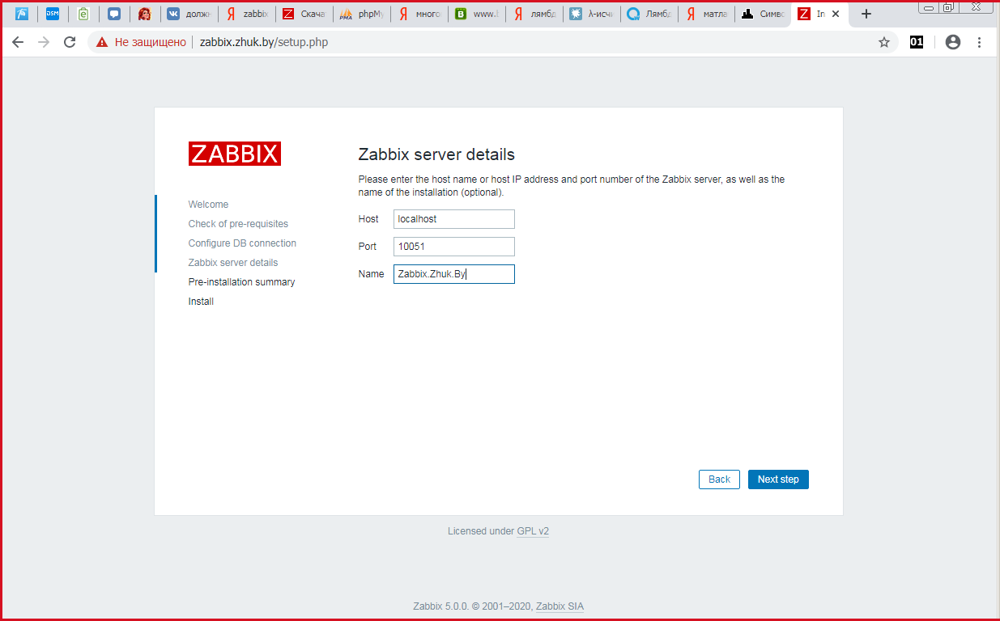 DSM
должн
zabbix
Скача
PMA
phpMy
много
B
www.b
лямбд
λ-исчи
Лямбд
матла
Симво
Z
In
Не защищено
zabbix.zhuk.by/setup.php
01
ZABBIX
Welcome
Check of pre-requisites
Configure DB connection
Zabbix server details
Pre-installation summary
Install
Zabbix server details
Please enter the host name or host IP address and port number of the Zabbix server, as well as the
name of the installation (optional).
Host localhost
Port 10051
Name Zabbix.Zhuk.By
Back Next step
Licensed under GPL v2
Zabbix 5.0.0. © 2001–2020, Zabbix SIA